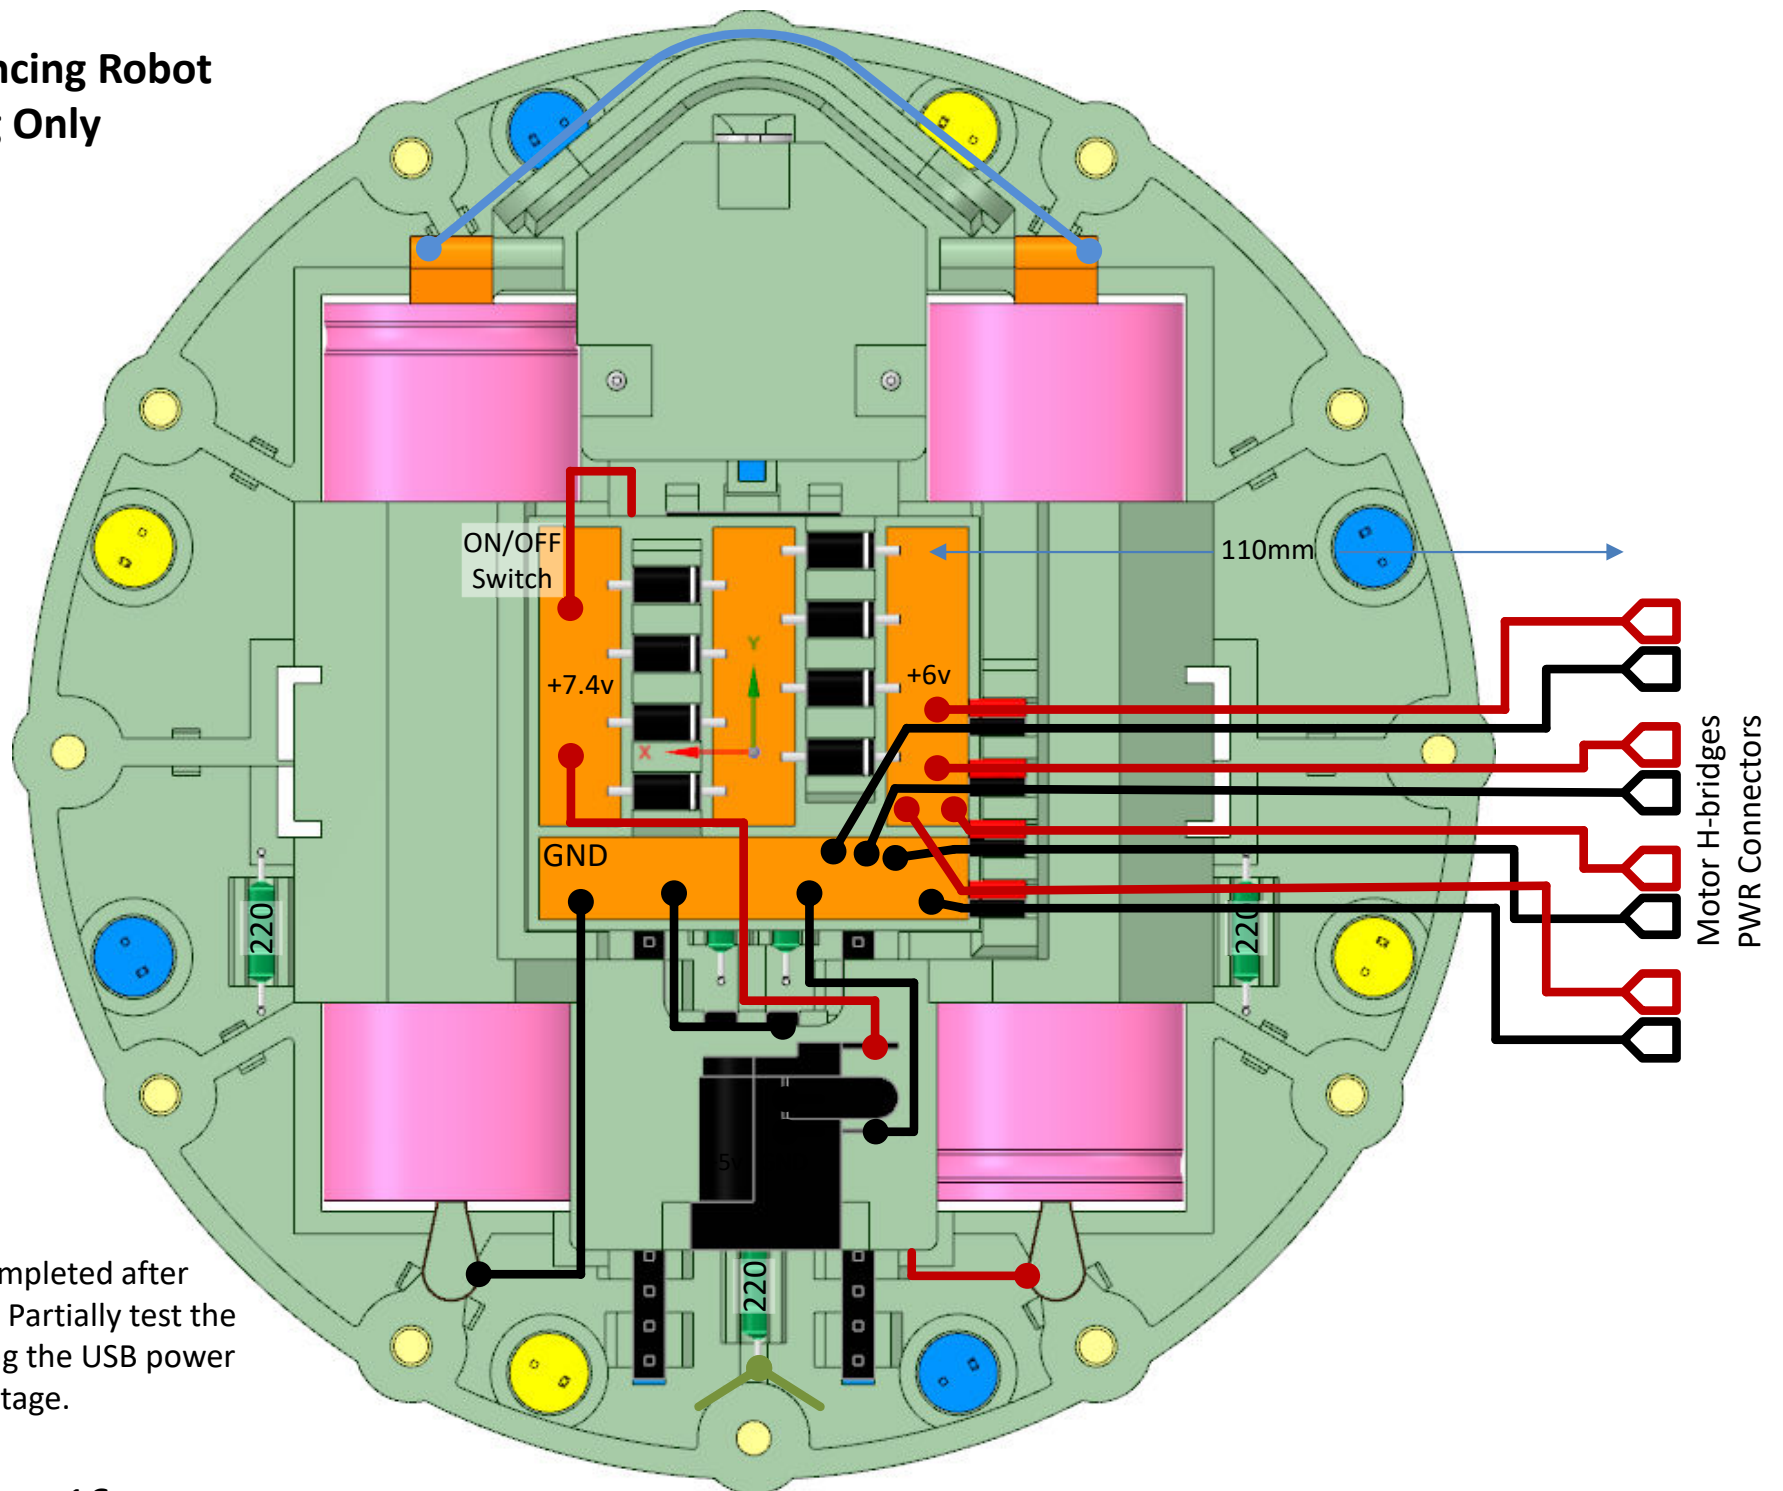 ncing Robot
g Only
ON/OFF
Switch
110mm
+7.4v
+6v
Y
X
GND
220
220
Motor H-bridges
PWR Connectors
5v
220
mpleted after
Partially test the
g the USB power
tage.